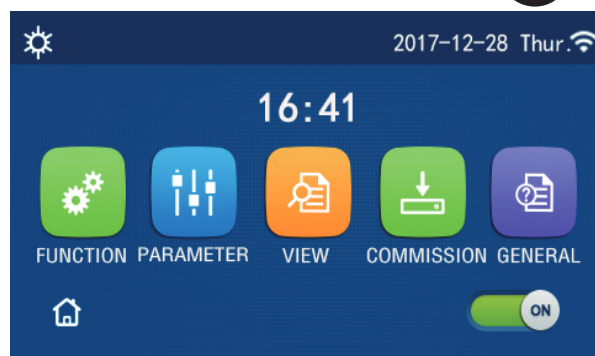 2017-12-28 Thur.
16:41
FUNCTION PARAMETER VIEW COMMISSION GENERAL
ON